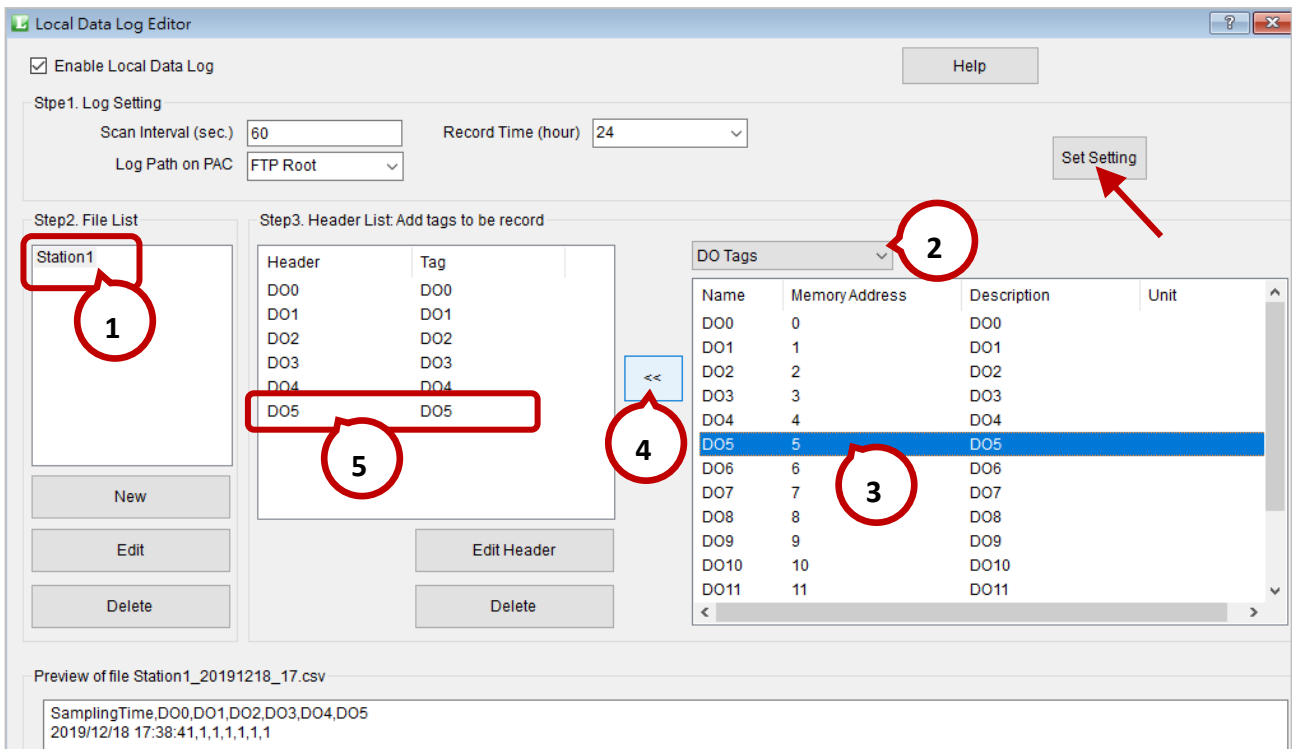 Local Data Log Editor
Enable Local Data Log
Help
Stpe1. Log Setting
Scan Interval (sec.) 60 Record Time (hour) 24
Log Path on PAC FTP Root
Set Setting
Step2. File List
Station1
1
New
Edit
Delete
Step3. Header List: Add tags to be record
Header Tag
DO0 DO0
DO1 DO1
DO2 DO2
DO3 DO3
DO4 DO4
DO5 DO5
5
Edit Header
Delete
<<
4
DO Tags
2
Name Memory Address Description Unit
DO0 0 DO0
DO1 1 DO1
DO2 2 DO2
DO3 3 DO3
DO4 4 DO4
DO5 5 DO5
DO6 6 DO6
DO7 7 DO7
DO8 8 DO8
DO9 9 DO9
DO10 10 DO10
DO11 11 DO11
3
Preview of file Station1_20191218_17.csv
SamplingTime,DO0,DO1,DO2,DO3,DO4,DO5
2019/12/18 17:38:41,1,1,1,1,1,1